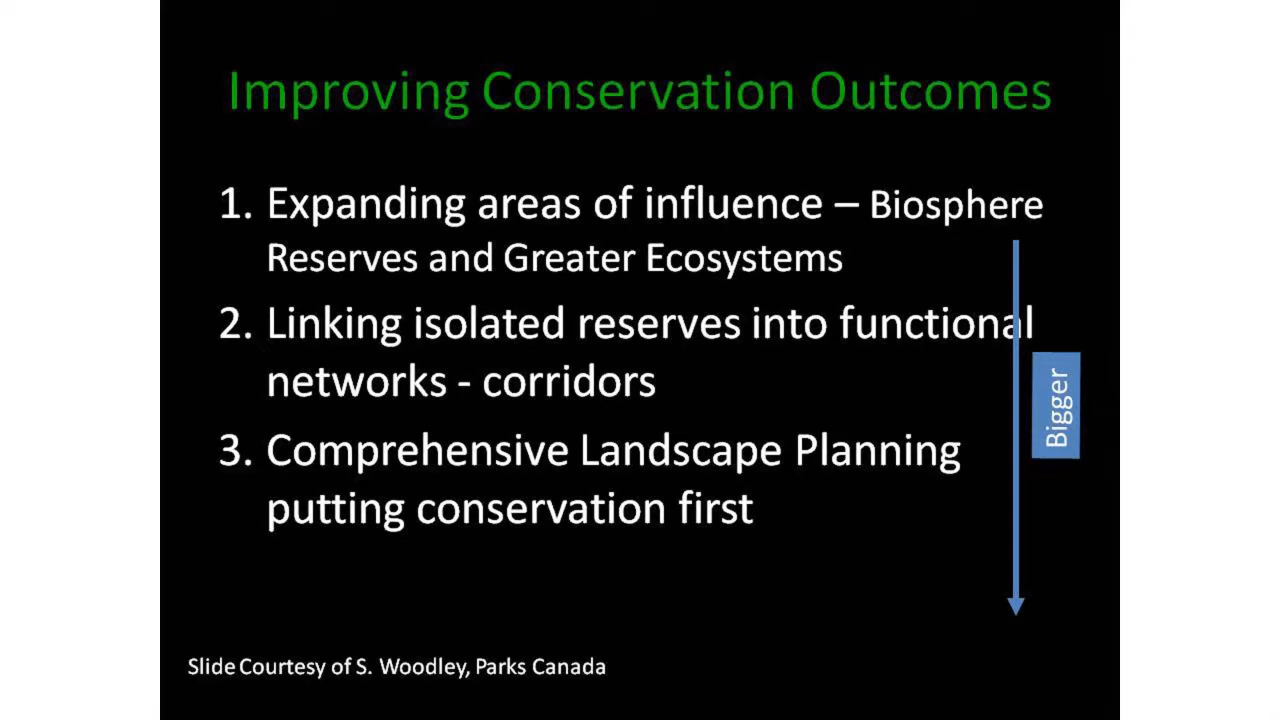 Improving Conservation Outcomes
1. Expanding areas of influence – Biosphere
Reserves and Greater Ecosystems
2. Linking isolated reserves into functional
networks - corridors
3. Comprehensive Landscape Planning
putting conservation first
Bigger
Slide Courtesy of S. Woodley, Parks Canada